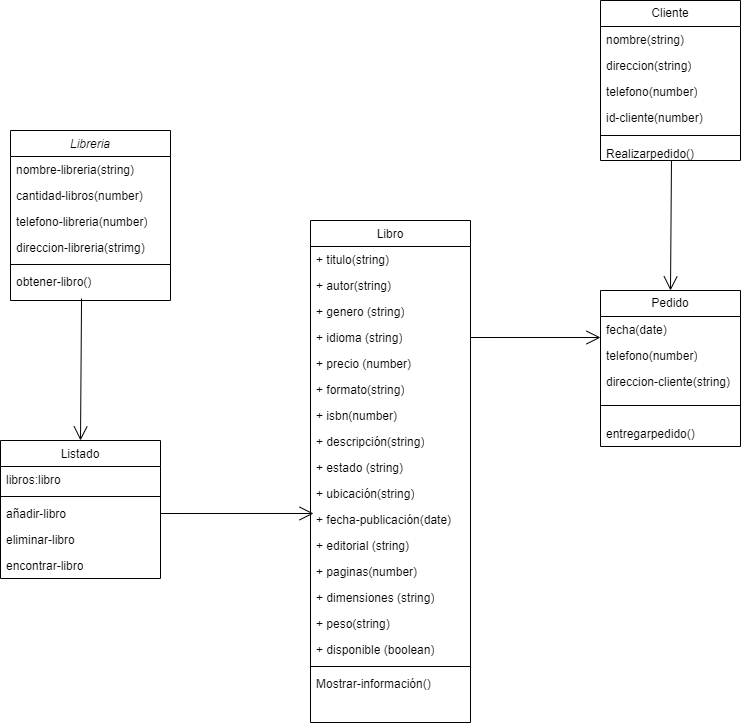 Libreria
nombre-libreria(string)
cantidad-libros(number)
telefono-libreria(number)
direccion-libreria(strimg)
obtener-libro()
Listado
libros:libro
añadir-libro
eliminar-libro
encontrar-libro
Libro
+ titulo(string)
+ autor(string)
+ genero (string)
+ idioma (string)
+ precio (number)
+ formato(string)
+ isbn(number)
+ descripción(string)
+ estado (string)
+ ubicación(string)
+ fecha-publicación(date)
+ editorial (string)
+ paginas(number)
+ dimensiones (string)
+ peso(string)
+ disponible (boolean)
Mostrar-información()
Cliente
nombre(string)
direccion(string)
telefono(number)
id-cliente(number)
Realizarpedido()
Pedido
fecha(date)
telefono(number)
direccion-cliente(string)
entregarpedido()